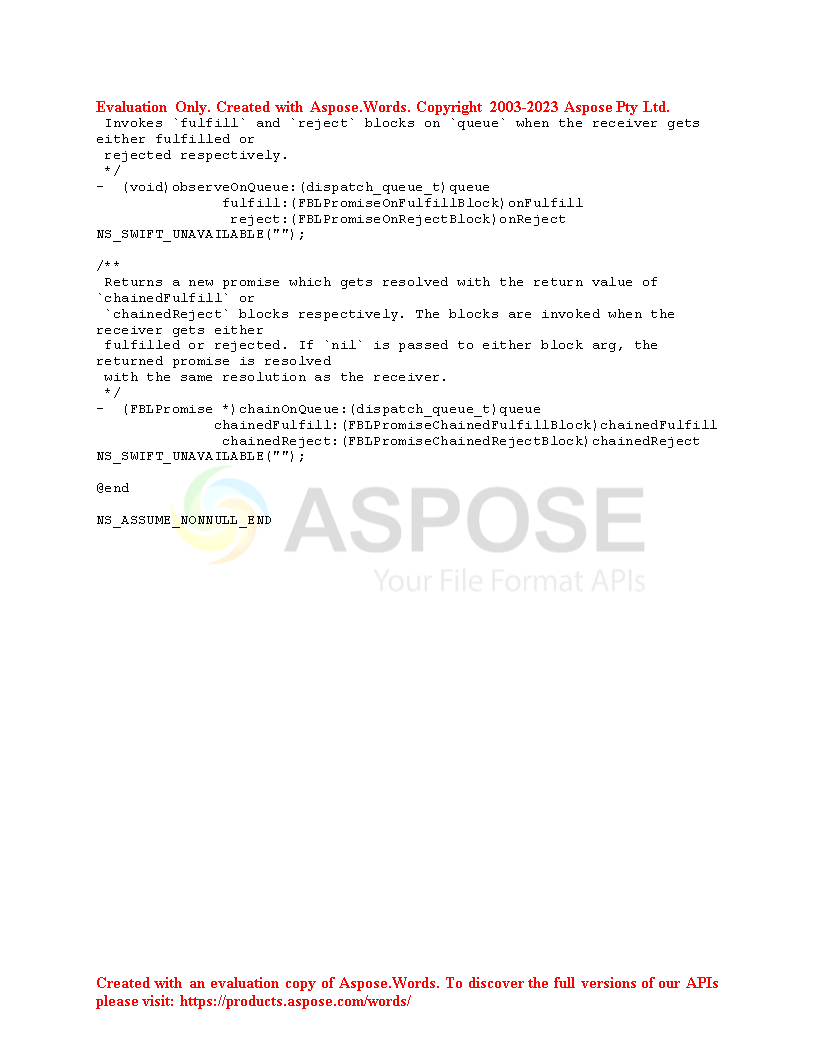 Evaluation Only. Created with Aspose.Words. Copyright 2003-2023 Aspose Pty Ltd.
 Invokes `fulfill` and `reject` blocks on `queue` when the receiver gets
either fulfilled or
 rejected respectively.
 */
-  (void)observeOnQueue:(dispatch_queue_t)queue
               fulfill:(FBLPromiseOnFulfillBlock)onFulfill
                reject:(FBLPromiseOnRejectBlock)onReject
NS_SWIFT_UNAVAILABLE("");

/**
 Returns a new promise which gets resolved with the return value of
`chainedFulfill` or
 `chainedReject` blocks respectively. The blocks are invoked when the
receiver gets either
 fulfilled or rejected. If `nil` is passed to either block arg, the
returned promise is resolved
 with the same resolution as the receiver.
 */
-  (FBLPromise *)chainOnQueue:(dispatch_queue_t)queue
              chainedFulfill:(FBLPromiseChainedFulfillBlock)chainedFulfill
               chainedReject:(FBLPromiseChainedRejectBlock)chainedReject
NS_SWIFT_UNAVAILABLE("");

@end

NS_ASSUME_NONNULL_END
ASPOSE
Your File Format APIs
Created with an evaluation copy of Aspose.Words. To discover the full versions of our APIs
please visit: https://products.aspose.com/words/